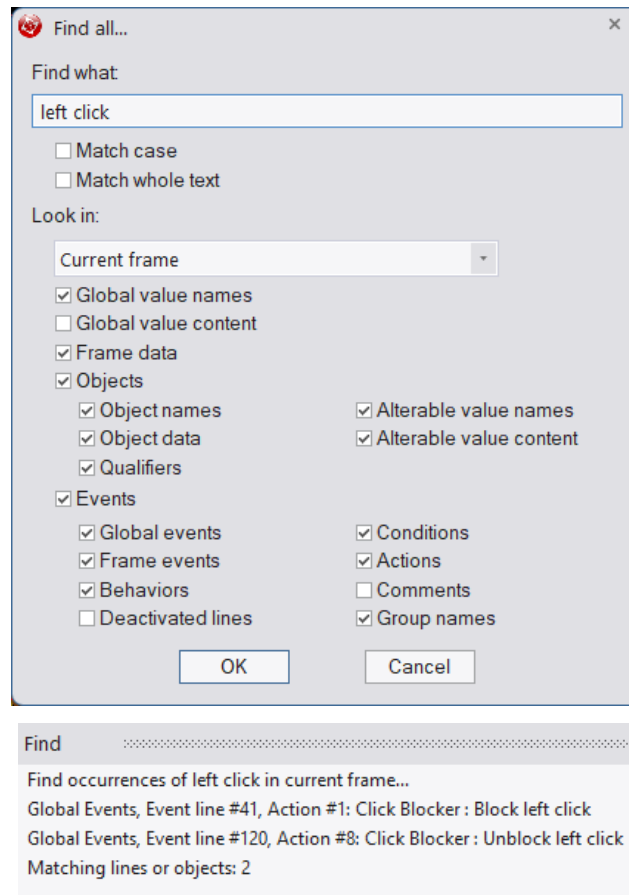 Find all...
Find what:
left click
Match case
Match whole text
Look in:
Current frame
Global value names
Global value content
Frame data
Objects
Object names
Alterable value names
Object data
Alterable value content
Qualifiers
Events
Global events
Conditions
Frame events
Actions
Behaviors
Comments
Deactivated lines
Group names
OK
Cancel
Find
Find occurrences of left click in current frame...
Global Events, Event line #41, Action #1: Click Blocker : Block left click
Global Events, Event line #120, Action #8: Click Blocker : Unblock left click
Matching lines or objects: 2